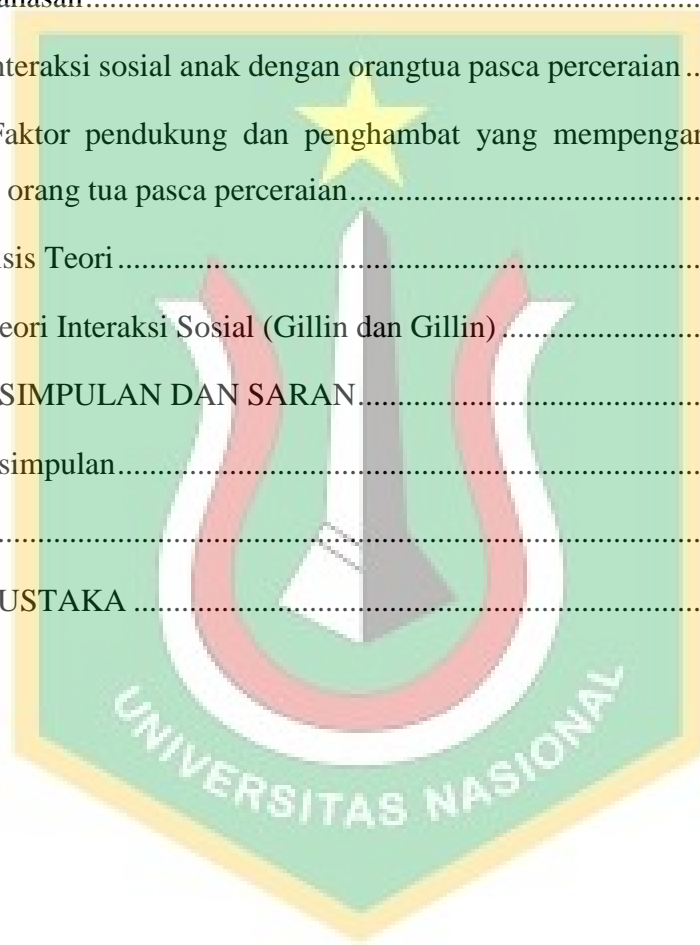 nteraksi sosial anak dengan orangtua pasca perceraian
Faktor pendukung dan penghambat yang mempengar
orang tua pasca perceraian
sis Teori
eori Interaksi Sosial (Gillin dan Gillin)
SIMPULAN DAN SARAN
simpulan
USTAKA
UNIVERSITAS NASIONAL